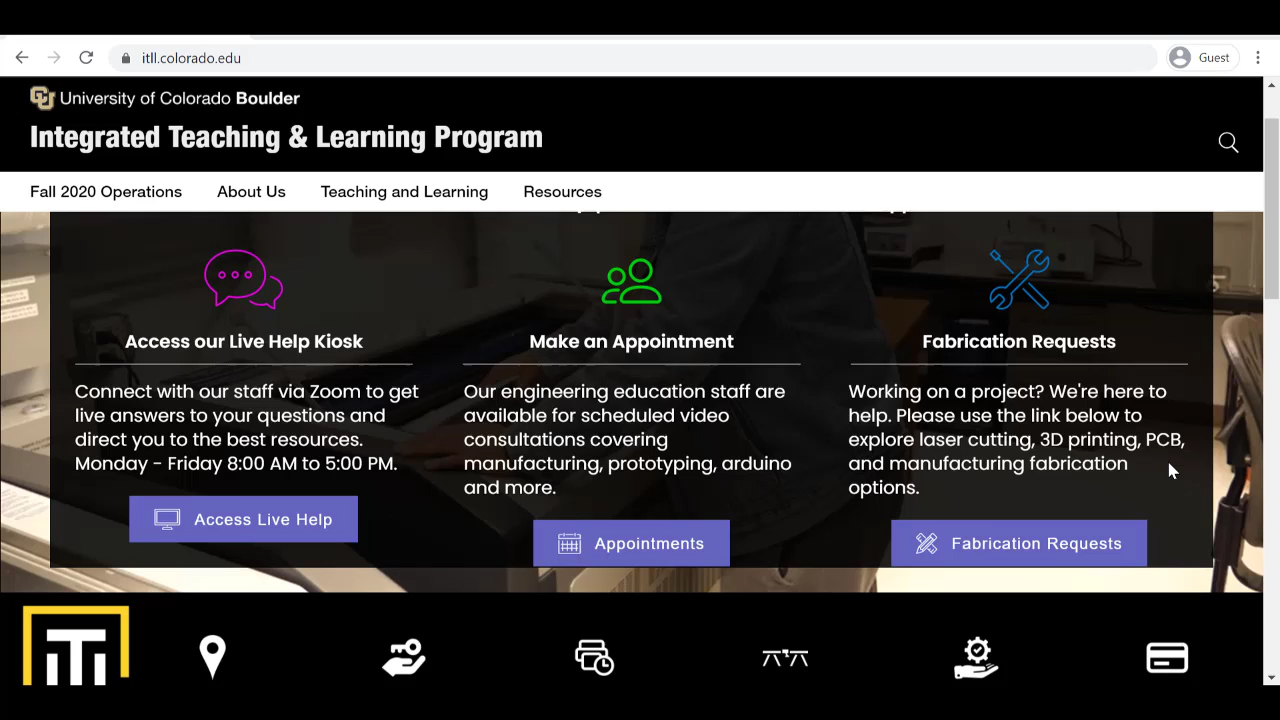 itll.colorado.edu
Guest
University of Colorado Boulder
Integrated Teaching & Learning Program
Fall 2020 Operations About Us Teaching and Learning Resources
Access our Live Help Kiosk
Connect with our staff via Zoom to get
live answers to your questions and
direct you to the best resources.
Monday - Friday 8:00 AM to 5:00 PM.
Access Live Help
Make an Appointment
Our engineering education staff are
available for scheduled video
consultations covering
manufacturing, prototyping, arduino
and more.
Appointments
Fabrication Requests
Working on a project? We're here to
help. Please use the link below to
explore laser cutting, 3D printing, PCB,
and manufacturing fabrication
options.
Fabrication Requests